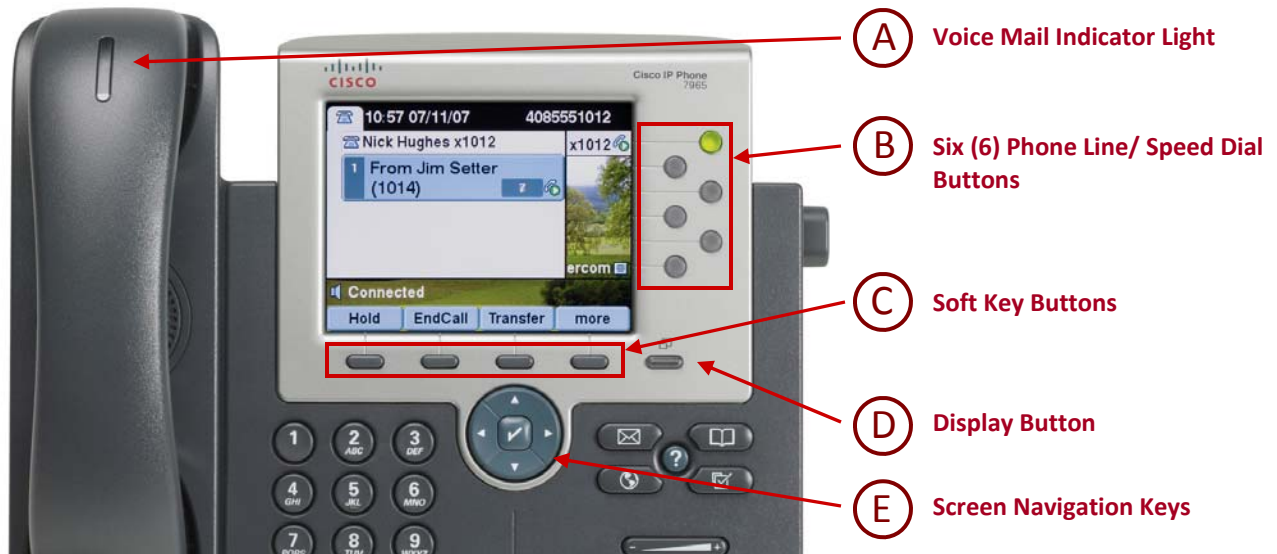 A Voice Mail Indicator Light
CISCO
Cisco IP Phone
7965
10:57 07/11/07 4085551012
Nick Hughes x1012
x1012
1 From Jim Setter
(1014)
B Six (6) Phone Line/ Speed Dial
Buttons
ercom
Connected
Hold EndCall Transfer more
C Soft Key Buttons
D Display Button
1
2
ABC
3
DEF
?
4
GHI
5
JKL
6
MNO
E Screen Navigation Keys
7
8
9
- +